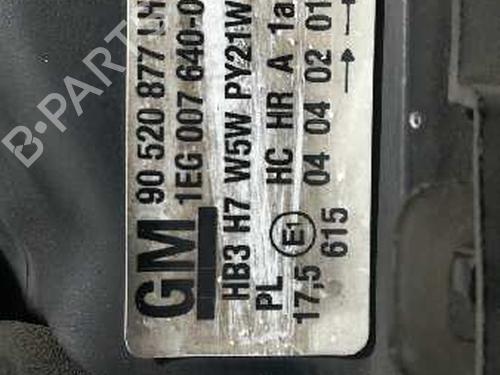 GM
90 520 877 LH
1EG 007 640-0
HB3 H7 W5W PY21W
PL HC HR A 1a
17,5 E1 04 04 02 01
615
B-PARTS